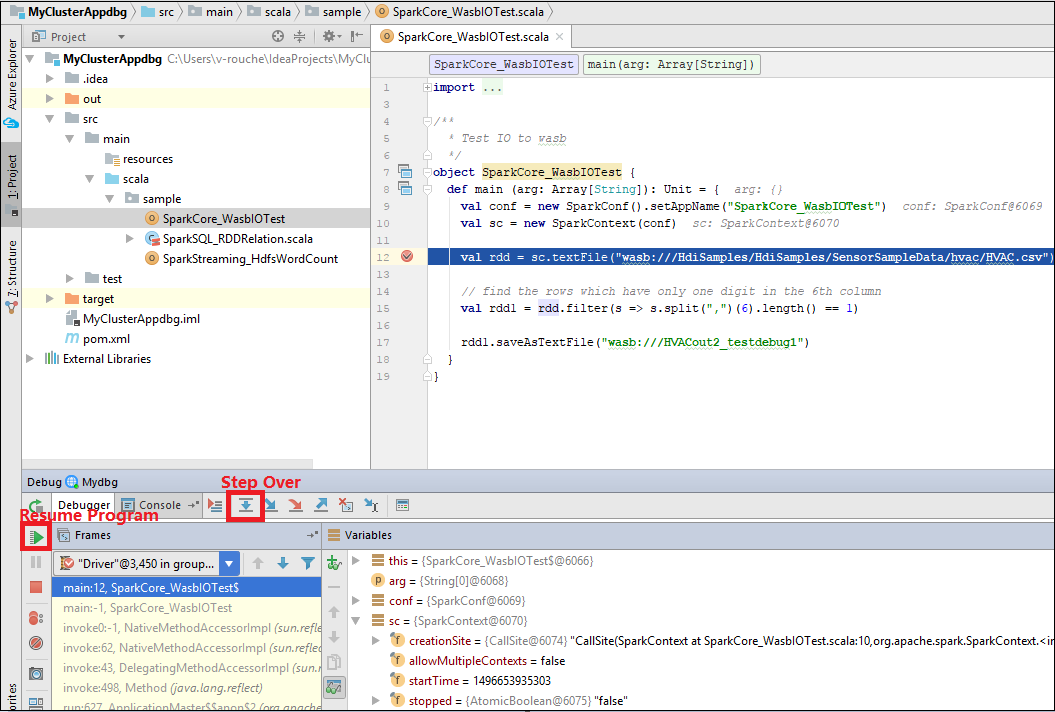 MyClusterAppdbg src main scala sample SparkCore_WasbIOTest.scala
Azure Explorer
1: Project
Z: Structure
Project
MyClusterAppdbg C:\Users\v-rouche\IdeaProjects\MyCl
.idea
out
src
main
resources
scala
sample
SparkCore_WasbIOTest
SparkSQL_RDDRelation.scala
SparkStreaming_HdfsWordCount
test
target
MyClusterAppdbg.iml
pom.xml
External Libraries
SparkCore_WasbIOTest.scala
SparkCore_WasbIOTest main(arg: Array[String])
1 import ...
3
4 /**
5 * Test IO to wasb
6 */
7 object SparkCore_WasbIOTest {
8 def main (arg: Array[String]): Unit = { arg: {}
9 val conf = new SparkConf().setAppName("SparkCore_WasbIOTest") conf: SparkConf@6069
10 val sc = new SparkContext(conf) sc: SparkContext@6070
11
12 val rdd = sc.textFile("wasb:///HdiSamples/HdiSamples/SensorSampleData/hvac/HVAC.csv")
13
14 // find the rows which have only one digit in the 6th column
15 val rdd1 = rdd.filter(s => s.split(",")(6).length() == 1)
16
17 rdd1.saveAsTextFile("wasb:///HVACout2_testdebug1")
18 }
19 }
Debug Mydbg
Step Over
Debugger Console
Resume Program
Frames
"Driver"@3,450 in group...
main:12, SparkCore_WasbIOTest$
main:-1, SparkCore_WasbIOTest
invoke0:-1, NativeMethodAccessorImpl (sun.refle
invoke:62, NativeMethodAccessorImpl (sun.reflec
invoke:43, DelegatingMethodAccessorImpl (sun.r
invoke:498, Method (java.lang.reflect)
run:627, ApplicationMaster$$anon$2 (org.apache
Variables
this = {SparkCore_WasbIOTest$@6066}
arg = {String[0]@6068}
conf = {SparkConf@6069}
sc = {SparkContext@6070}
creationSite = {CallSite@6074} "CallSite(SparkContext at SparkCore_WasbIOTest.scala:10,org.apache.spark.SparkContext.<in
allowMultipleContexts = false
startTime = 1496653935303
stopped = {AtomicBoolean@6075} "false"
orites